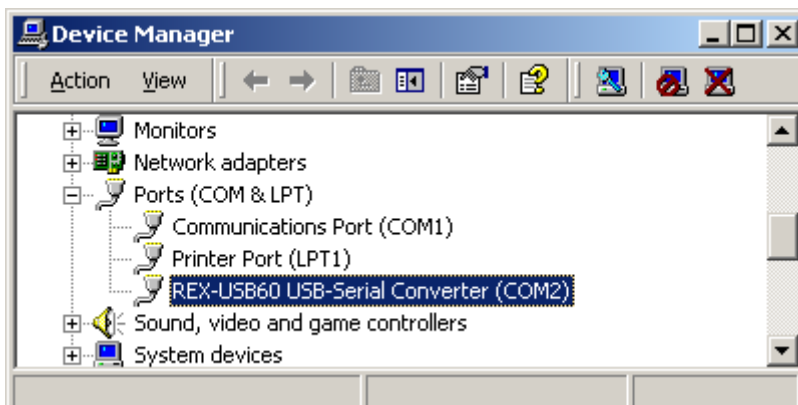 Device Manager
Action View
Monitors
Network adapters
Ports (COM & LPT)
Communications Port (COM1)
Printer Port (LPT1)
REX-USB60 USB-Serial Converter (COM2)
Sound, video and game controllers
System devices